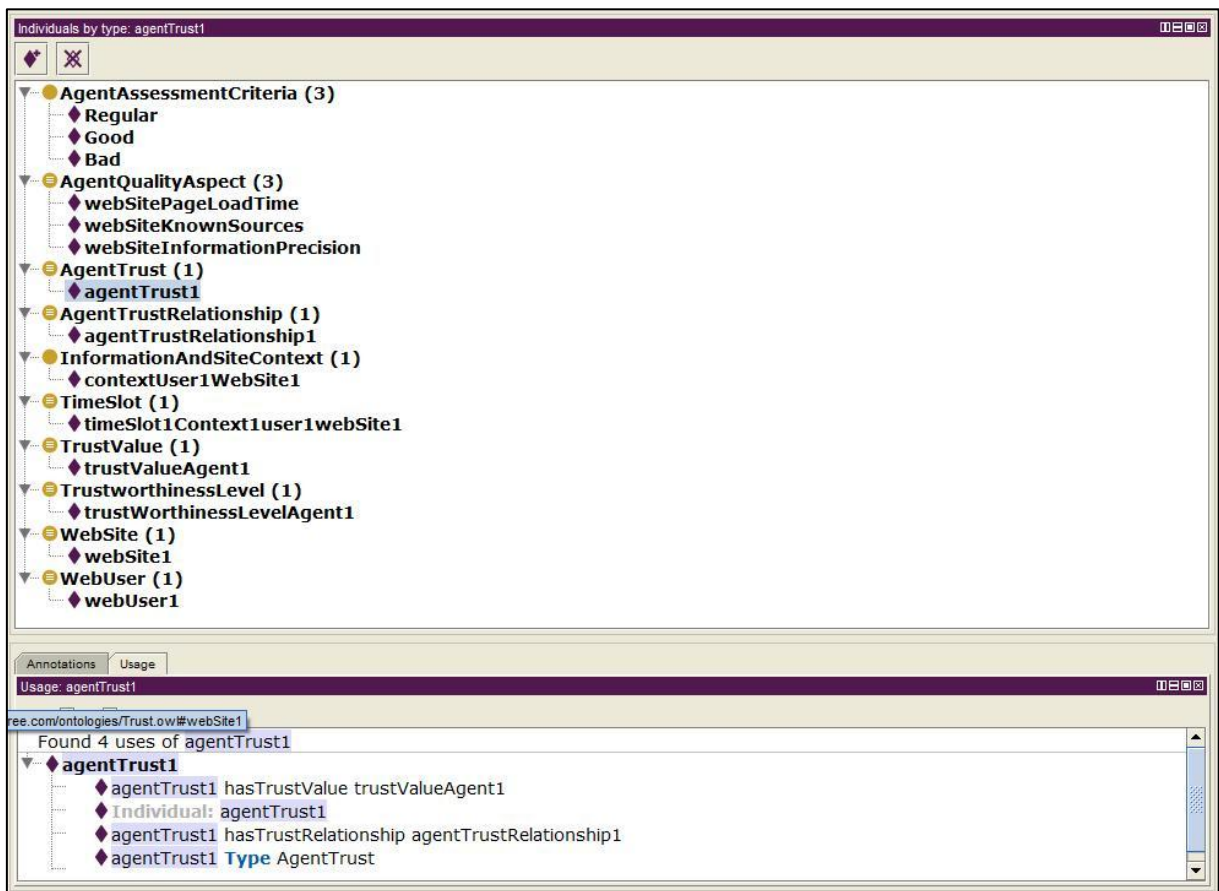 Individuals by type: agentTrust1
AgentAssessmentCriteria (3)
Regular
Good
Bad
AgentQualityAspect (3)
webSitePageLoadTime
webSiteKnownSources
webSiteInformationPrecision
AgentTrust (1)
agentTrust1
AgentTrustRelationship (1)
agentTrustRelationship1
InformationAndSiteContext (1)
contextUser1WebSite1
TimeSlot (1)
timeSlot1Context1user1webSite1
TrustValue (1)
trustValueAgent1
TrustworthinessLevel (1)
trustWorthinessLevelAgent1
WebSite (1)
webSite1
WebUser (1)
webUser1
Annotations Usage
Usage: agentTrust1
ree.com/ontologies/Trust.owl#webSite1
Found 4 uses of agentTrust1
agentTrust1
agentTrust1 hasTrustValue trustValueAgent1
Individual: agentTrust1
agentTrust1 hasTrustRelationship agentTrustRelationship1
agentTrust1 Type AgentTrust